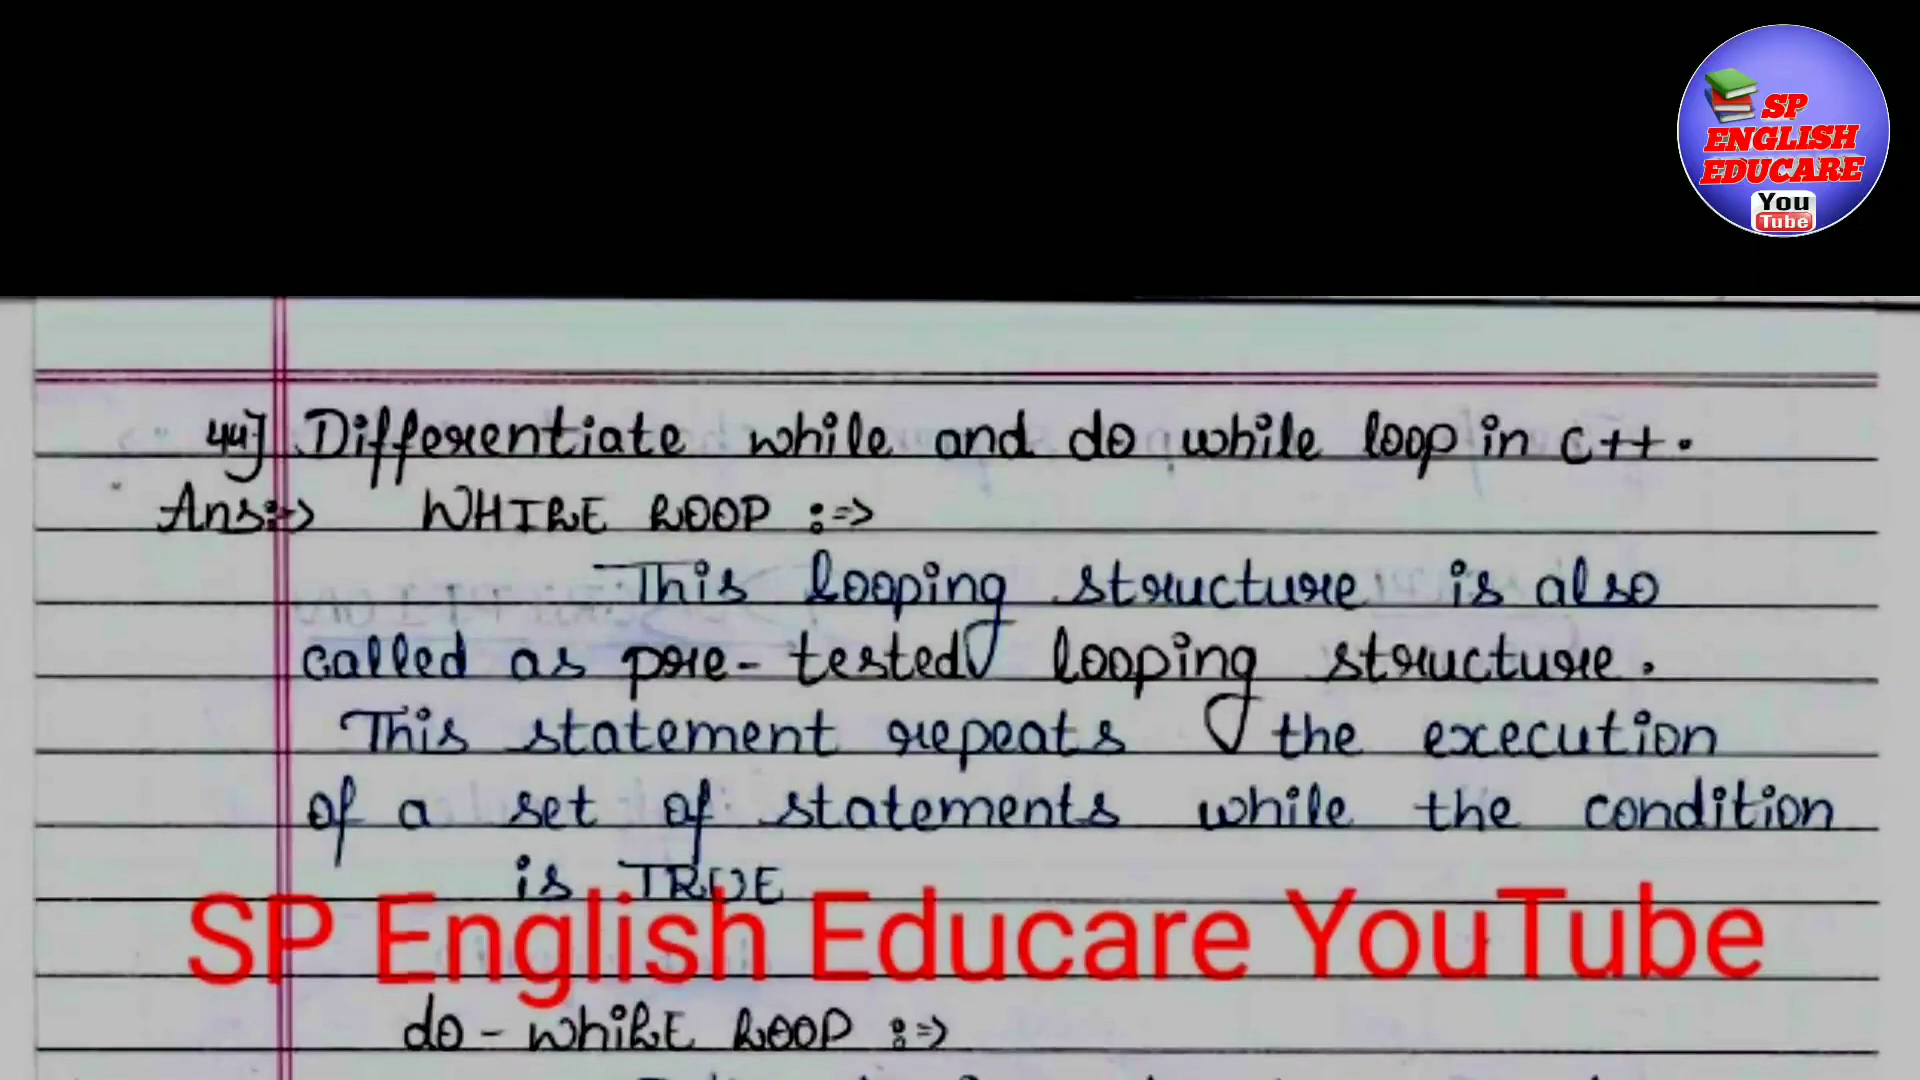 SP
ENGLISH
EDUCARE
You
Tube
44] Differentiate while and do while loop in C++.
Ans:-> WHILE LOOP :=>
This looping structure is also
called as pre-tested looping structure.
This statement repeats the execution
of a set of statements while the condition
is TRUE
SP English Educare YouTube
do-WhiLE LOOP :=>